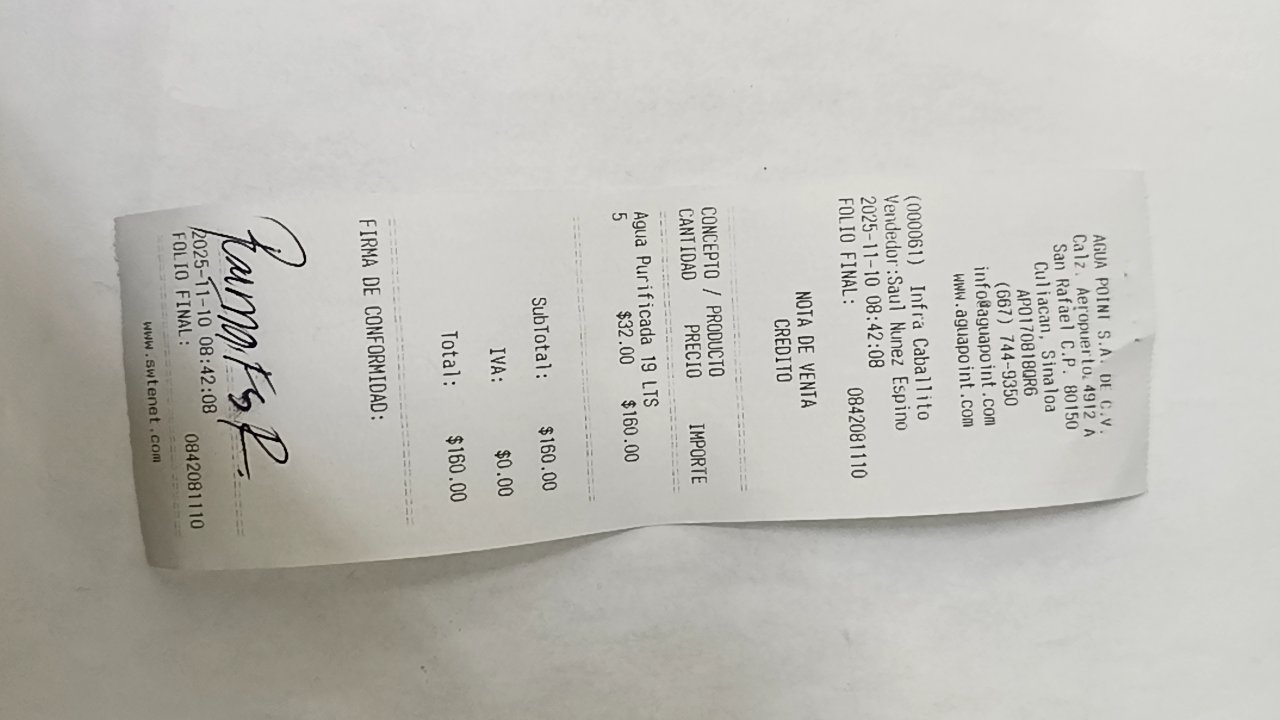 AGUA POINT S.A. DE C.V.
Calz. Aeropuerto, 4912 A
San Rafael C.P. 80150
Culiacan, Sinaloa
APO170818QR6
(667) 744-9350
info@aguapoint.com
www.aguapoint.com
(000061) Infra Caballito
Vendedor:Saul Nunez Espino
2025-11-10 08:42:08
FOLIO FINAL: 0842081110
NOTA DE VENTA
CREDITO
CONCEPTO / PRODUCTO
CANTIDAD PRECIO IMPORTE
Agua Purificada 19 LTS
5 $32.00 $160.00
SubTotal: $160.00
IVA: $0.00
Total: $160.00
FIRMA DE CONFORMIDAD:
2025-11-10 08:42:08
FOLIO FINAL: 0842081110
www.swtenet.com